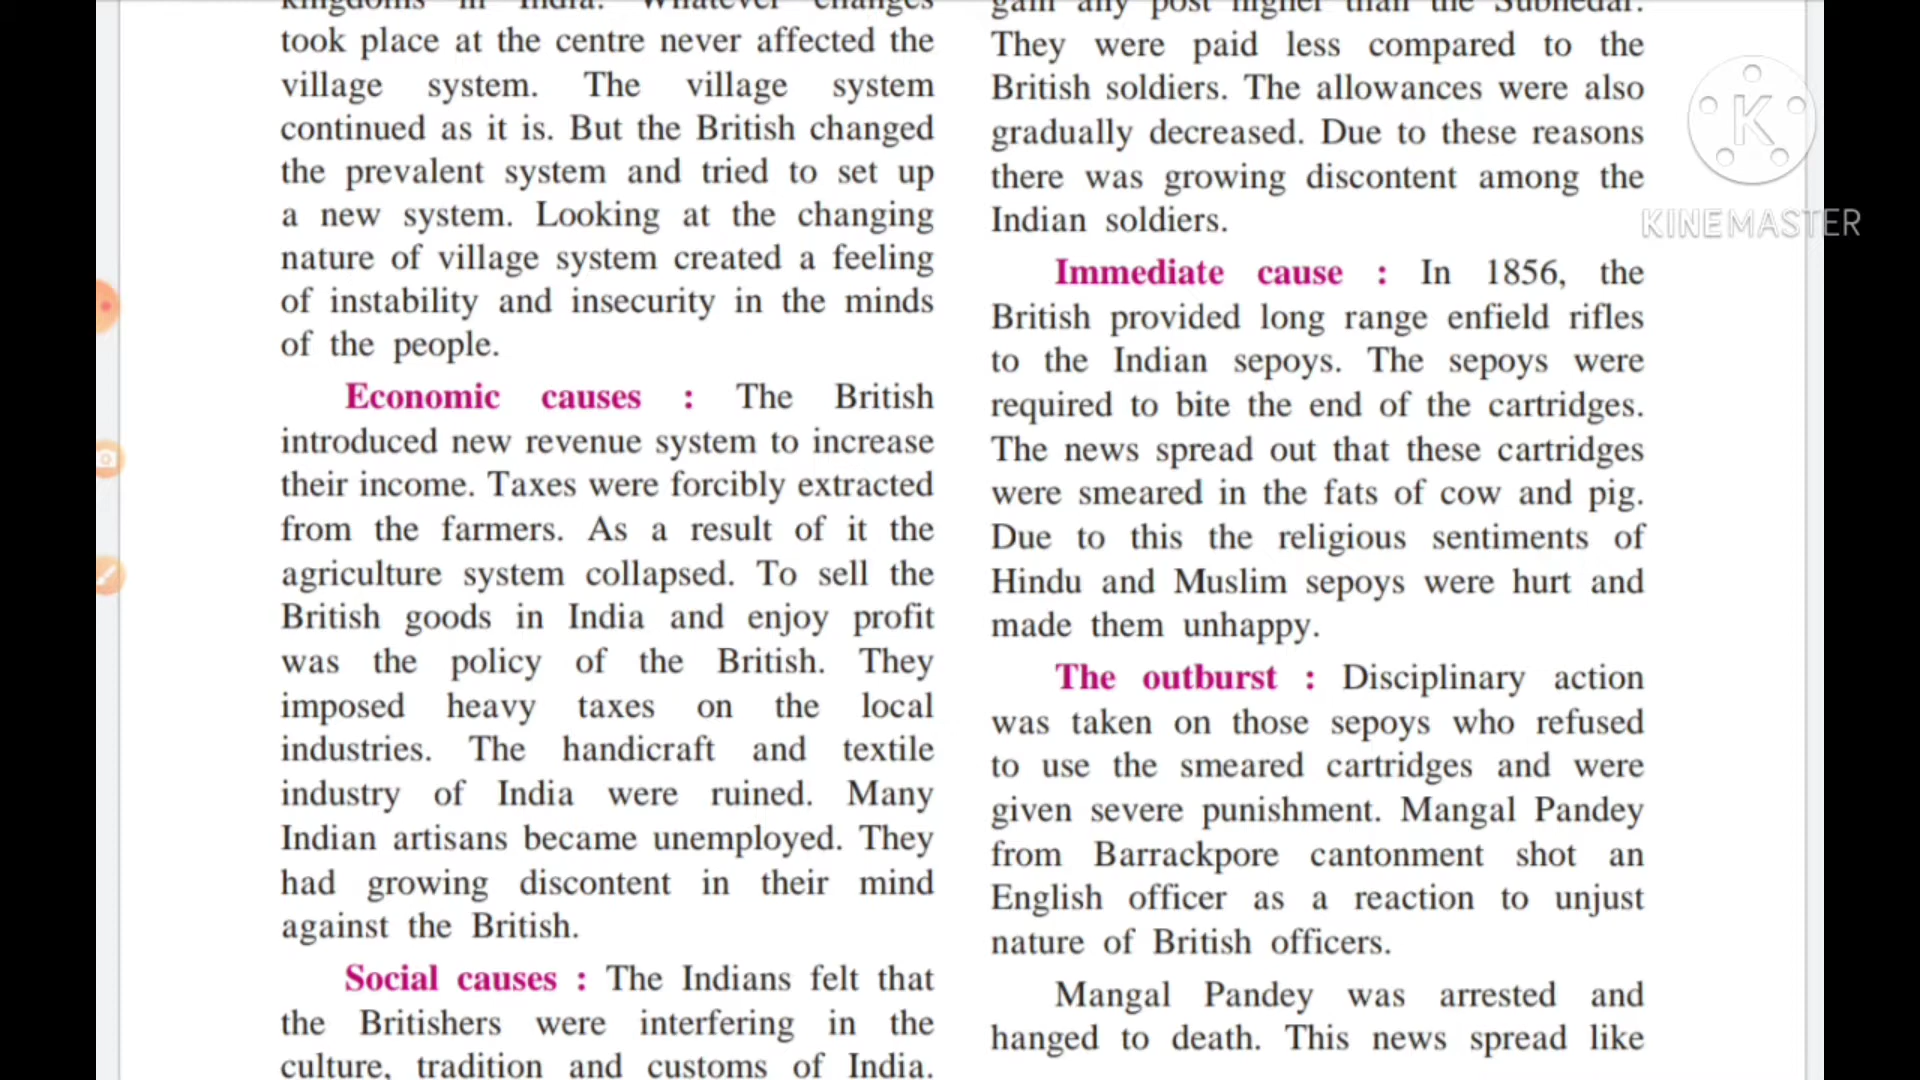 kingdoms in India. Whatever changes
took place at the centre never affected the
village system. The village system
continued as it is. But the British changed
the prevalent system and tried to set up
a new system. Looking at the changing
nature of village system created a feeling
of instability and insecurity in the minds
of the people.
Economic causes : The British
introduced new revenue system to increase
their income. Taxes were forcibly extracted
from the farmers. As a result of it the
agriculture system collapsed. To sell the
British goods in India and enjoy profit
was the policy of the British. They
imposed heavy taxes on the local
industries. The handicraft and textile
industry of India were ruined. Many
Indian artisans became unemployed. They
had growing discontent in their mind
against the British.
Social causes : The Indians felt that
the Britishers were interfering in the
culture, tradition and customs of India.
gain any post higher than the Subhedar.
They were paid less compared to the
British soldiers. The allowances were also
gradually decreased. Due to these reasons
there was growing discontent among the
Indian soldiers.
Immediate cause : In 1856, the
British provided long range enfield rifles
to the Indian sepoys. The sepoys were
required to bite the end of the cartridges.
The news spread out that these cartridges
were smeared in the fats of cow and pig.
Due to this the religious sentiments of
Hindu and Muslim sepoys were hurt and
made them unhappy.
The outburst : Disciplinary action
was taken on those sepoys who refused
to use the smeared cartridges and were
given severe punishment. Mangal Pandey
from Barrackpore cantonment shot an
English officer as a reaction to unjust
nature of British officers.
Mangal Pandey was arrested and
hanged to death. This news spread like
K
KINEMASTER